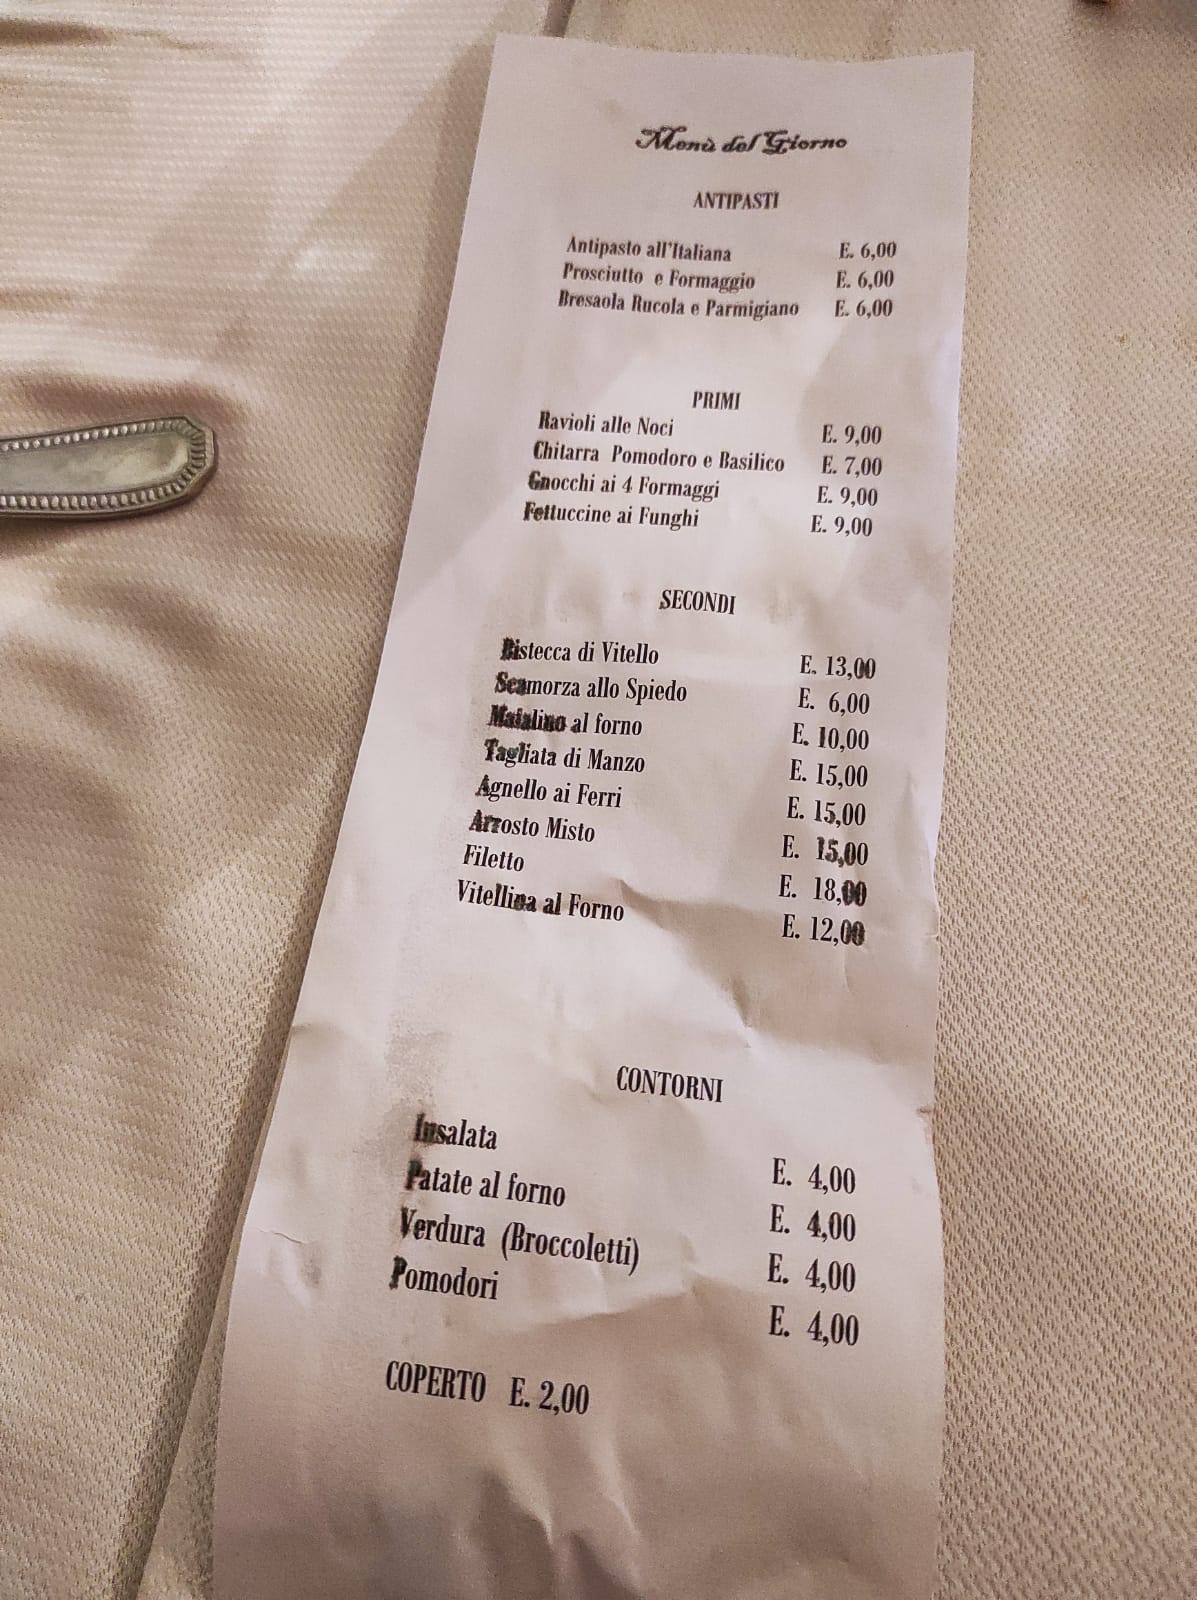 Menù del Giorno
ANTIPASTI
Antipasto all'Italiana E. 6,00
Prosciutto e Formaggio E. 6,00
Bresaola Rucola e Parmigiano E. 6,00
PRIMI
Ravioli alle Noci E. 9,00
Chitarra Pomodoro e Basilico E. 7,00
Gnocchi ai 4 Formaggi E. 9,00
Fettuccine ai Funghi E. 9,00
SECONDI
Bistecca di Vitello E. 13,00
Scamorza allo Spiedo E. 6,00
Maialino al forno E. 10,00
Tagliata di Manzo E. 15,00
Agnello ai Ferri E. 15,00
Arrosto Misto E. 15,00
Filetto E. 18,00
Vitellina al Forno E. 12,00
CONTORNI
Insalata E. 4,00
Patate al forno E. 4,00
Verdura (Broccoletti) E. 4,00
Pomodori E. 4,00
COPERTO E. 2,00